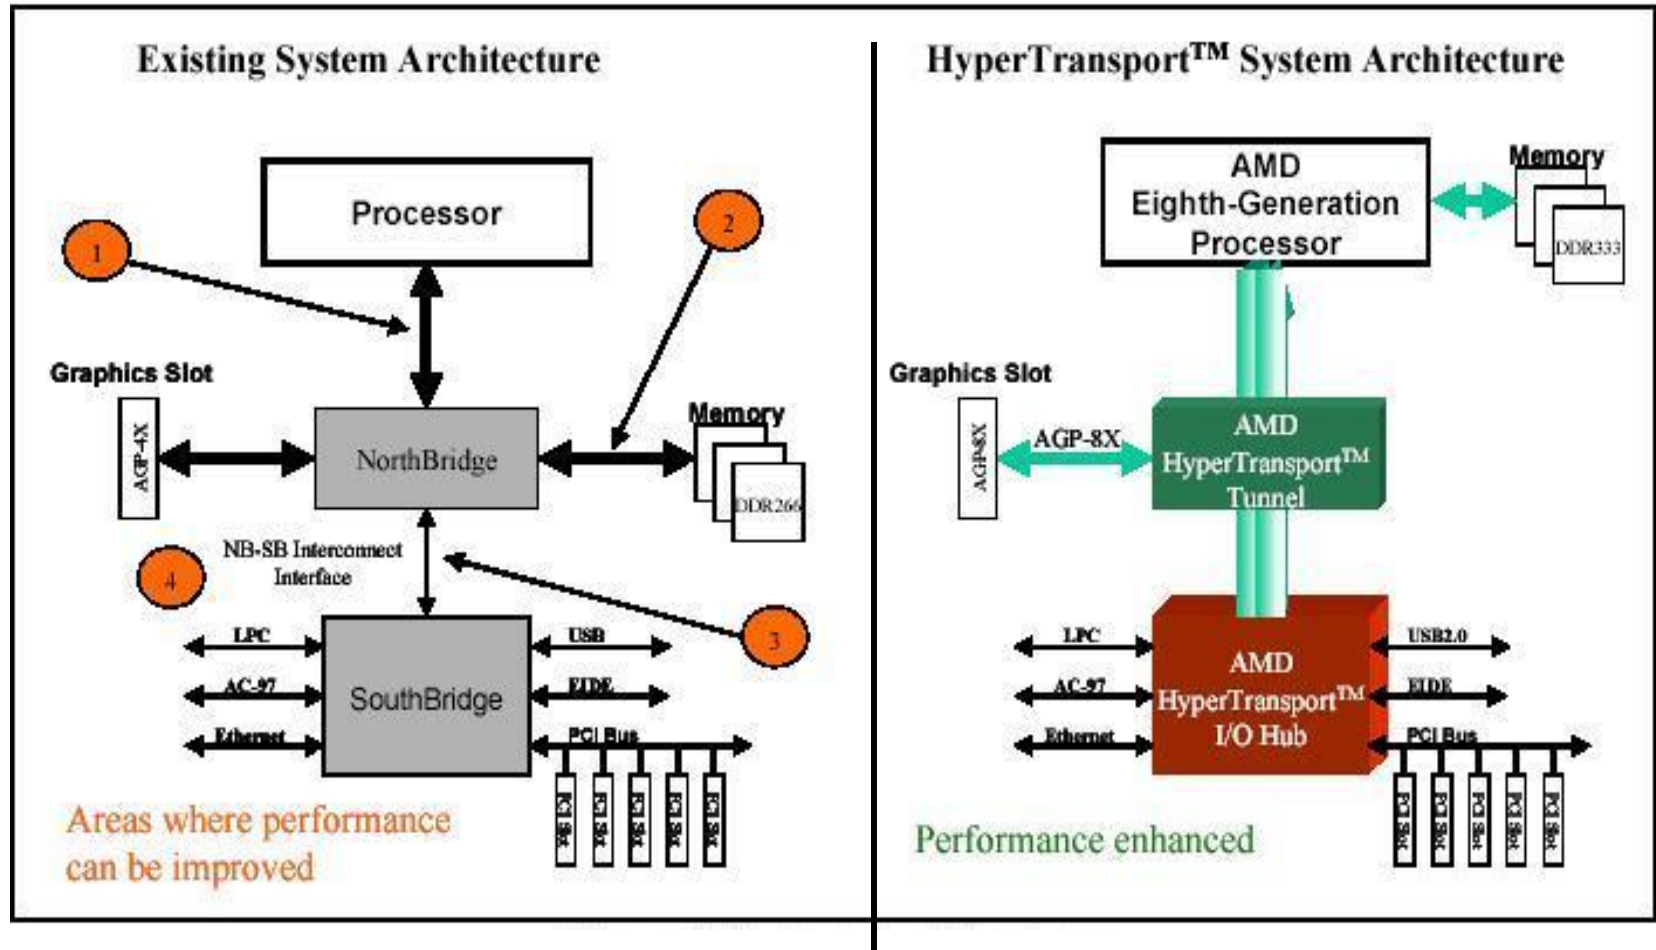 Existing System Architecture
Processor
1
2
Graphics Slot
AGP-4X
NorthBridge
Memory
DDR266
NB-SB Interconnect
Interface
4
3
LPC
USB
AC-97
SouthBridge
EIDE
Ethernet
PCI Bus
PCI Slot
PCI Slot
PCI Slot
PCI Slot
PCI Slot
Areas where performance
can be improved
HyperTransport™ System Architecture
AMD
Eighth-Generation
Processor
Memory
DDR333
Graphics Slot
AGP-8X
AGP-8X
AMD
HyperTransport™
Tunnel
LPC
USB2.0
AC-97
AMD
HyperTransport™
I/O Hub
EIDE
Ethernet
PCI Bus
PCI Slot
PCI Slot
PCI Slot
PCI Slot
PCI Slot
Performance enhanced